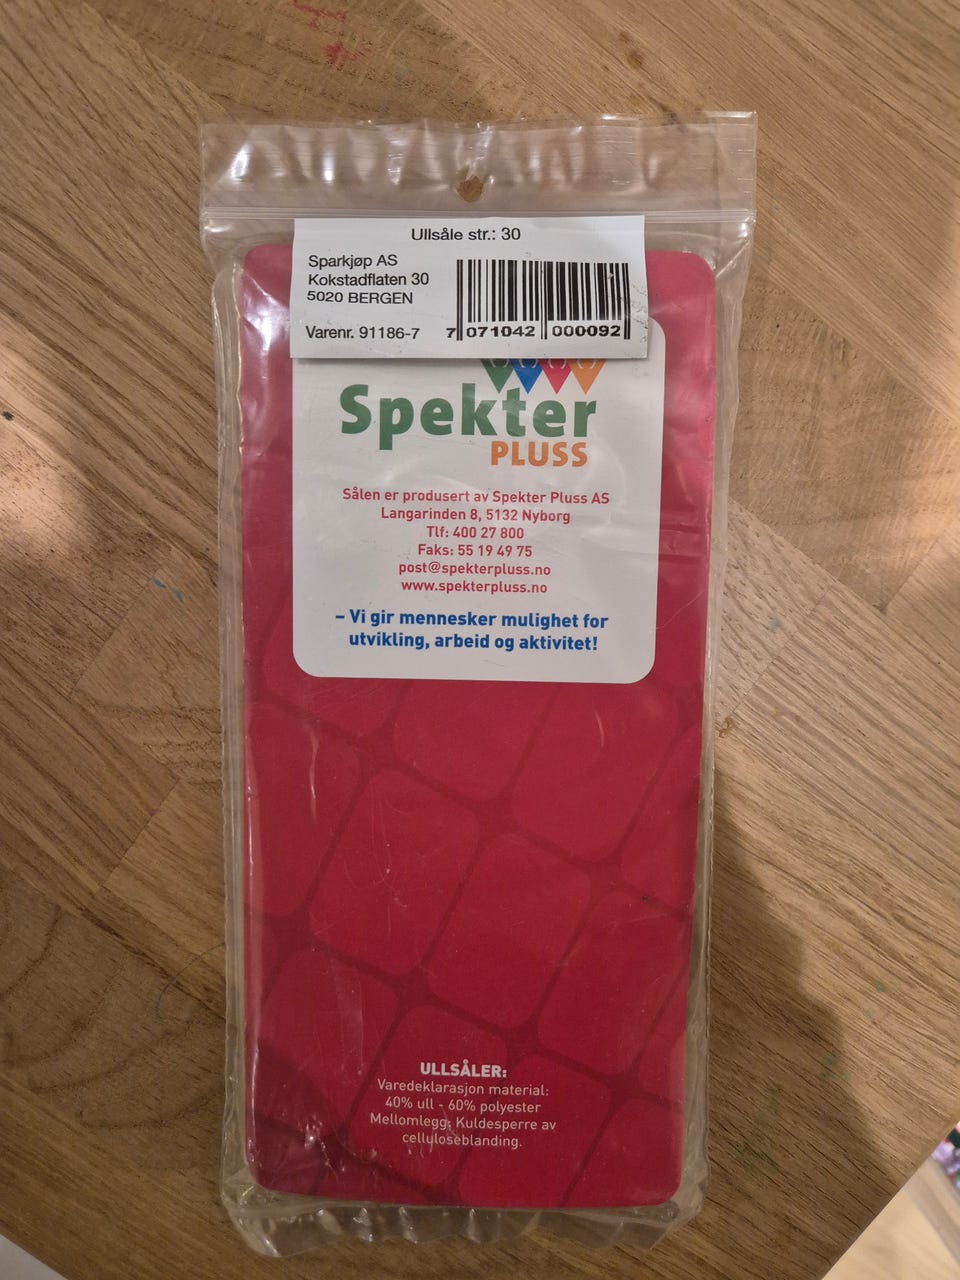 Ullsåle str.: 30
Sparkjøp AS
Kokstadflaten 30
5020 BERGEN
Varenr. 91186-7
7 071042 000092
Spekter
PLUSS
Sålen er produsert av Spekter Pluss AS
Langarinden 8, 5132 Nyborg
Tlf: 400 27 800
Faks: 55 19 49 75
post@spekterpluss.no
www.spekterpluss.no
– Vi gir mennesker mulighet for
utvikling, arbeid og aktivitet!
ULLSÅLER:
Varedeklarasjon material:
40% ull - 60% polyester
Mellomlegg: Kuldesperre av
celluloseblanding.